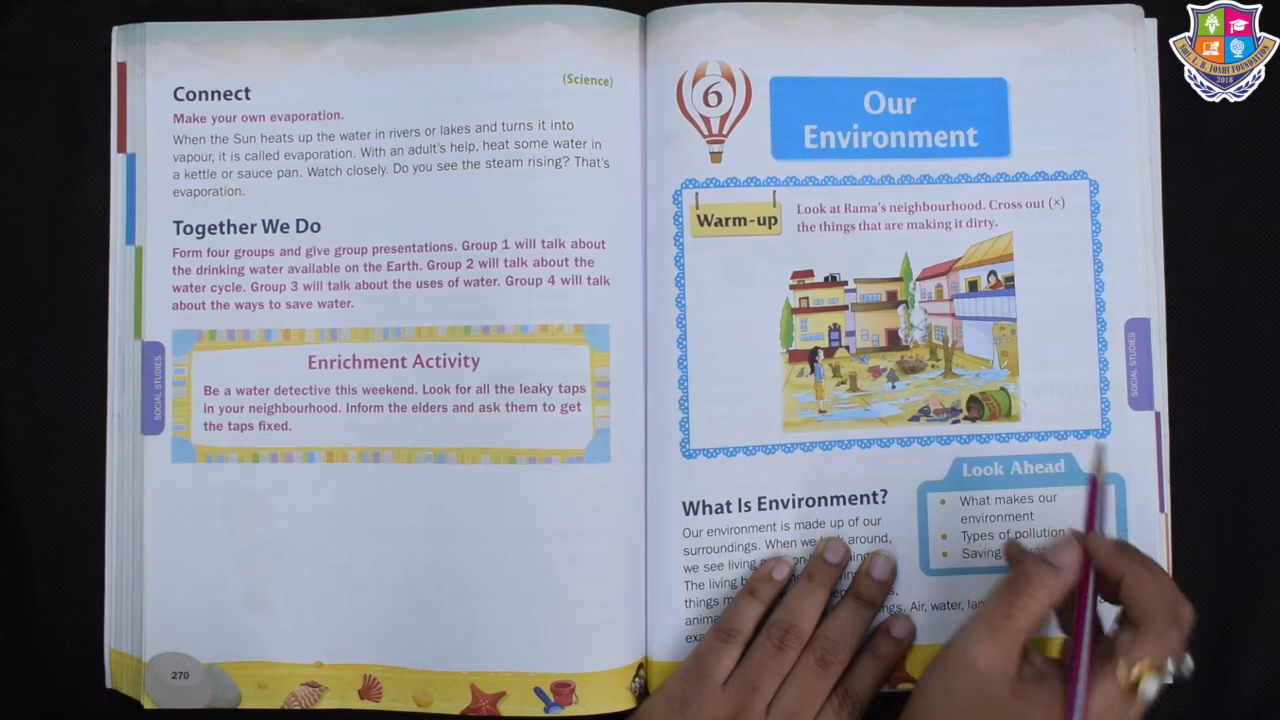 Connect
(Science)
Make your own evaporation.
When the Sun heats up the water in rivers or lakes and turns it into
vapour, it is called evaporation. With an adult's help, heat some water in
a kettle or sauce pan. Watch closely. Do you see the steam rising? That's
evaporation.
Together We Do
Form four groups and give group presentations. Group 1 will talk about
the drinking water available on the Earth. Group 2 will talk about the
water cycle. Group 3 will talk about the uses of water. Group 4 will talk
about the ways to save water.
Enrichment Activity
Be a water detective this weekend. Look for all the leaky taps
in your neighbourhood. Inform the elders and ask them to get
the taps fixed.
SOCIAL STUDIES
270
6
Our
Environment
Warm-up
Look at Rama's neighbourhood. Cross out (×)
the things that are making it dirty.
What Is Environment?
Our environment is made up of our
surroundings. When we around,
we see living
The living
things
Air, water,
Look Ahead
• What makes our
environment
• Types of pollution
• Saving
SOCIAL STUDIES
SMT. L. B. JOSHI FOUNDATION
2018